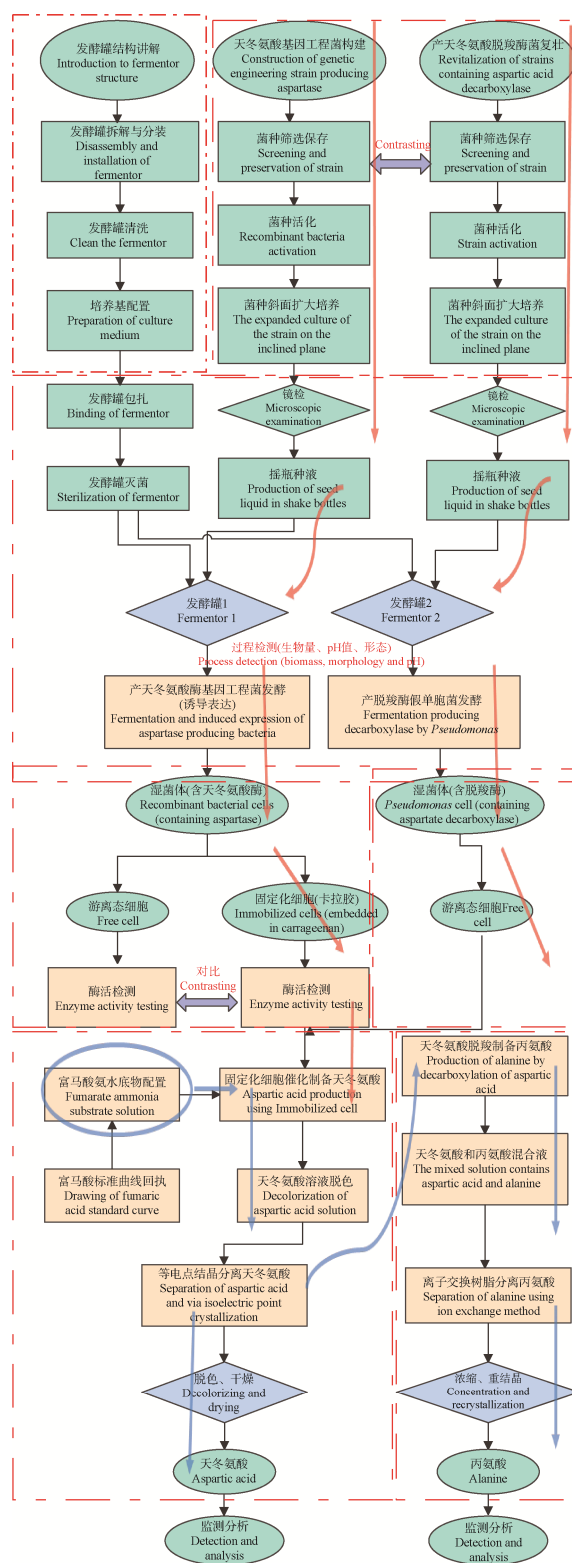 发酵罐结构讲解
Introduction to fermentor
structure
天冬氨酸基因工程菌构建
Construction of genetic
engineering strain producing
aspartase
产天冬氨酸脱羧酶菌复壮
Revitalization of strains
containing aspartic acid
decarboxylase
发酵罐拆解与分装
Disassembly and
installation of
fermentor
菌种筛选保存
Screening and
preservation of strain
Contrasting
菌种筛选保存
Screening and
preservation of strain
发酵罐清洗
Clean the fermentor
菌种活化
Recombinant bacteria
activation
菌种活化
Strain activation
培养基配置
Preparation of culture
medium
菌种斜面扩大培养
The expanded culture of
the strain on the
inclined plane
菌种斜面扩大培养
The expanded culture
of the strain on the
inclined plane
发酵罐包扎
Binding of fermentor
镜检
Microscopic
examination
镜检
Microscopic
examination
发酵罐灭菌
Sterilization of fermentor
摇瓶种液
Production of seed
liquid in shake bottles
摇瓶种液
Production of seed
liquid in shake bottles
发酵罐1
Fermentor 1
发酵罐2
Fermentor 2
过程检测(生物量、pH值、形态)
Process detection (biomass, morphology and pH)
产天冬氨酸酶基因工程菌发酵
(诱导表达)
Fermentation and induced expression of
aspartase producing bacteria
产脱羧酶假单胞菌发酵
Fermentation producing
decarboxylase by Pseudomonas
湿菌体(含天冬氨酸酶)
Recombinant bacterial cells
(containing aspartase)
湿菌体(含脱羧酶)
Pseudomonas cell (containing
aspartate decarboxylase)
游离态细胞
Free cell
固定化细胞(卡拉胶)
Immobilized cells (embedded
in carrageenan)
游离态细胞Free
cell
酶活检测
Enzyme activity testing
对比
Contrasting
酶活检测
Enzyme activity testing
富马酸氨水底物配置
Fumarate ammonia
substrate solution
固定化细胞催化制备天冬氨酸
Aspartic acid production
using Immobilized cell
天冬氨酸脱羧制备丙氨酸
Production of alanine by
decarboxylation of aspartic
acid
富马酸标准曲线回执
Drawing of fumaric
acid standard curve
天冬氨酸溶液脱色
Decolorization of
aspartic acid solution
天冬氨酸和丙氨酸混合液
The mixed solution contains
aspartic acid and alanine
等电点结晶分离天冬氨酸
Separation of aspartic acid
and via isoelectric point
crystallization
离子交换树脂分离丙氨酸
Separation of alanine using
ion exchange method
脱色、干燥
Decolorizing and
drying
浓缩、重结晶
Concentration and
recrystallization
天冬氨酸
Aspartic acid
丙氨酸
Alanine
监测分析
Detection and
analysis
监测分析
Detection and
analysis